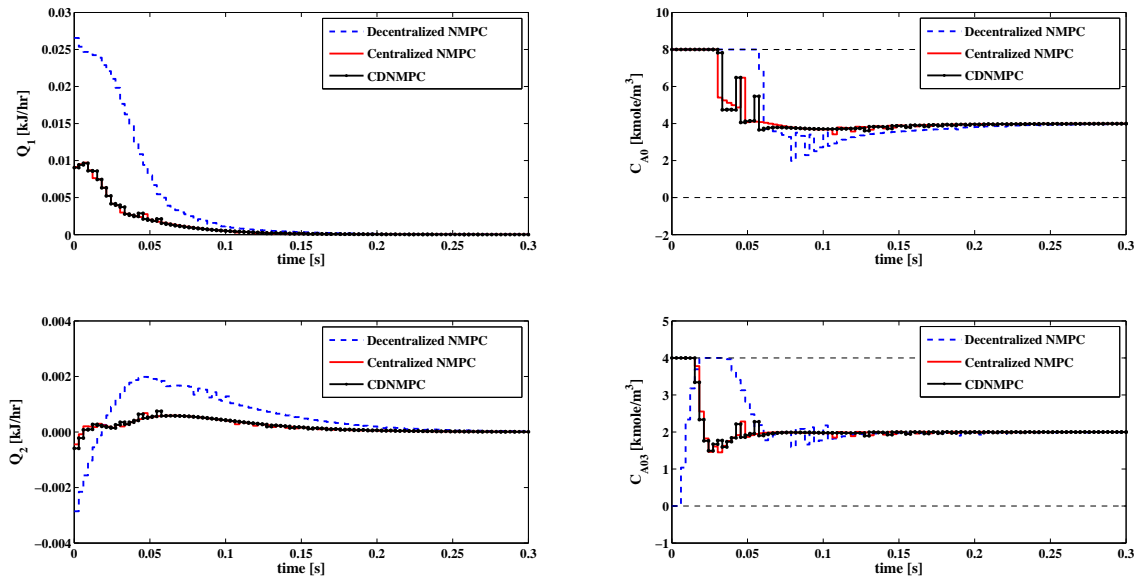 0.03
0.025
0.02
0.015
0.01
0.005
0
Q1 [kJ/hr]
0 0.05 0.1 0.15 0.2 0.25 0.3
time [s]
Decentralized NMPC
Centralized NMPC
CDNMPC
10
8
6
4
2
0
−2
C_A0 [kmole/m^3]
0 0.05 0.1 0.15 0.2 0.25 0.3
time [s]
Decentralized NMPC
Centralized NMPC
CDNMPC
0.004
0.002
0.000
−0.002
−0.004
Q2 [kJ/hr]
0 0.05 0.1 0.15 0.2 0.25 0.3
time [s]
Decentralized NMPC
Centralized NMPC
CDNMPC
5
4
3
2
1
0
−1
C_A03 [kmole/m^3]
0 0.05 0.1 0.15 0.2 0.25 0.3
time [s]
Decentralized NMPC
Centralized NMPC
CDNMPC